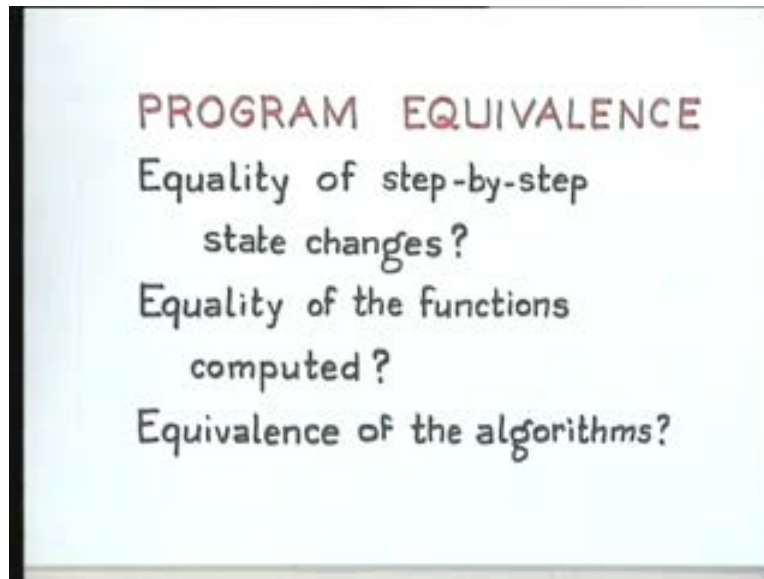 PROGRAM EQUIVALENCE
Equality of step-by-step
state changes?
Equality of the functions
computed?
Equivalence of the algorithms?